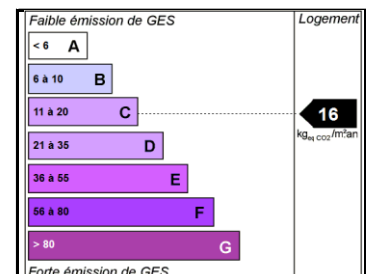 Faible émission de GES
Logement
< 6 A
6 à 10 B
11 à 20 C
16
kgeq CO2/m².an
21 à 35 D
36 à 55 E
56 à 80 F
> 80 G
Forte émission de GES